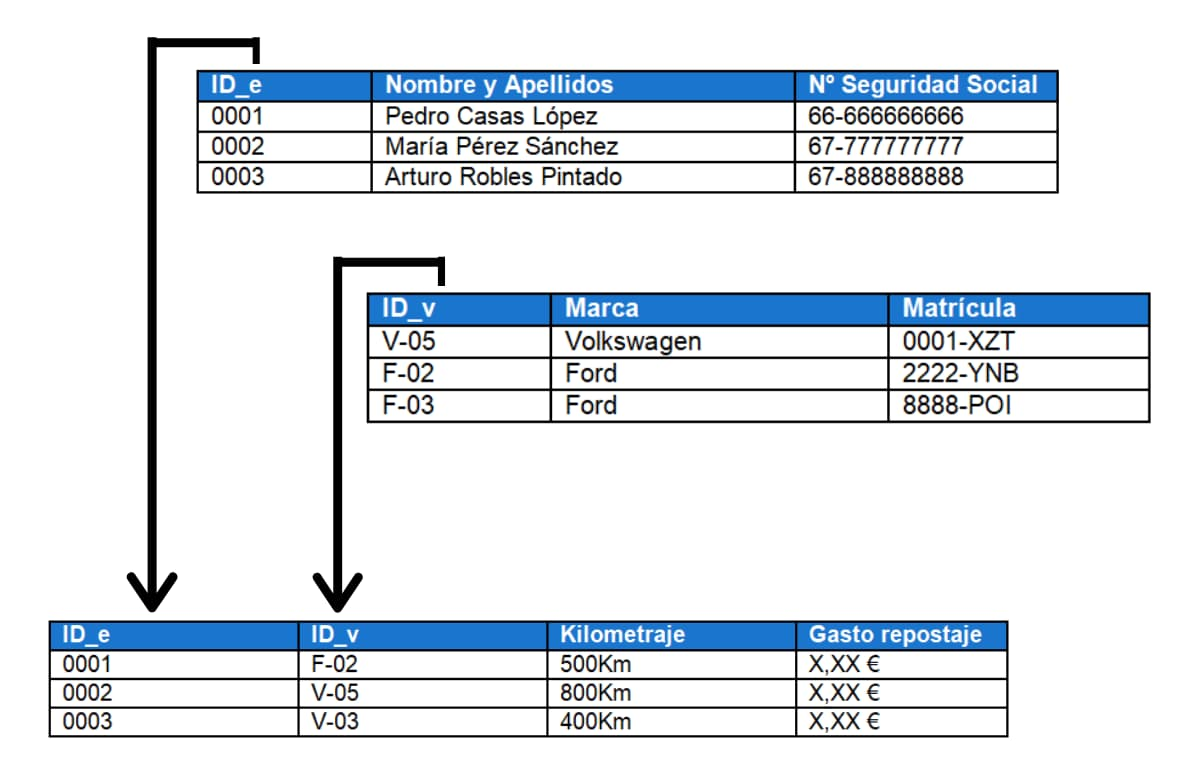 ID_e Nombre y Apellidos Nº Seguridad Social
0001 Pedro Casas López 66-666666666
0002 María Pérez Sánchez 67-777777777
0003 Arturo Robles Pintado 67-888888888
ID_v Marca Matrícula
V-05 Volkswagen 0001-XZT
F-02 Ford 2222-YNB
F-03 Ford 8888-POI
ID_e ID_v Kilometraje Gasto repostaje
0001 F-02 500Km X,XX €
0002 V-05 800Km X,XX €
0003 V-03 400Km X,XX €